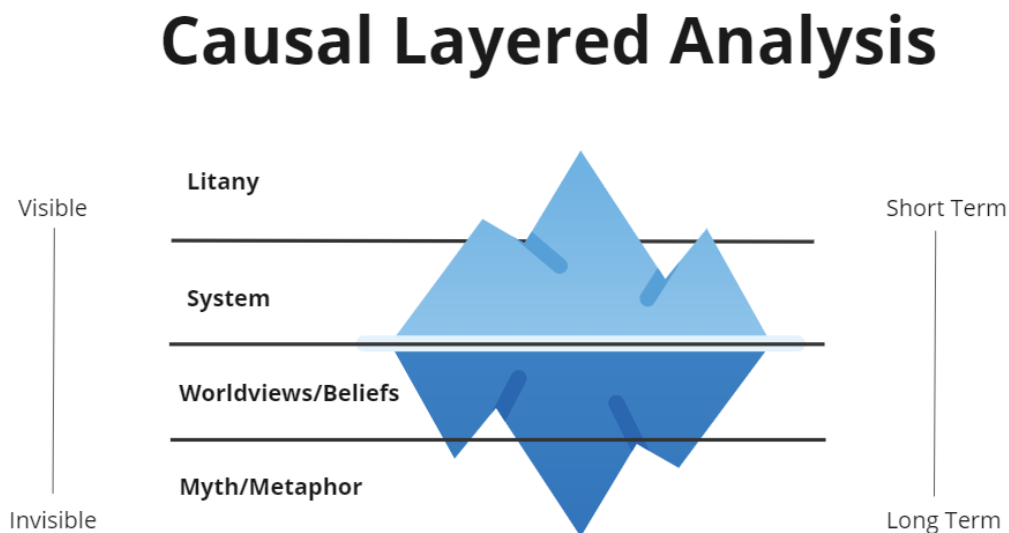 Causal Layered Analysis
Litany
Visible
Short Term
System
Worldviews/Beliefs
Myth/Metaphor
Invisible
Long Term